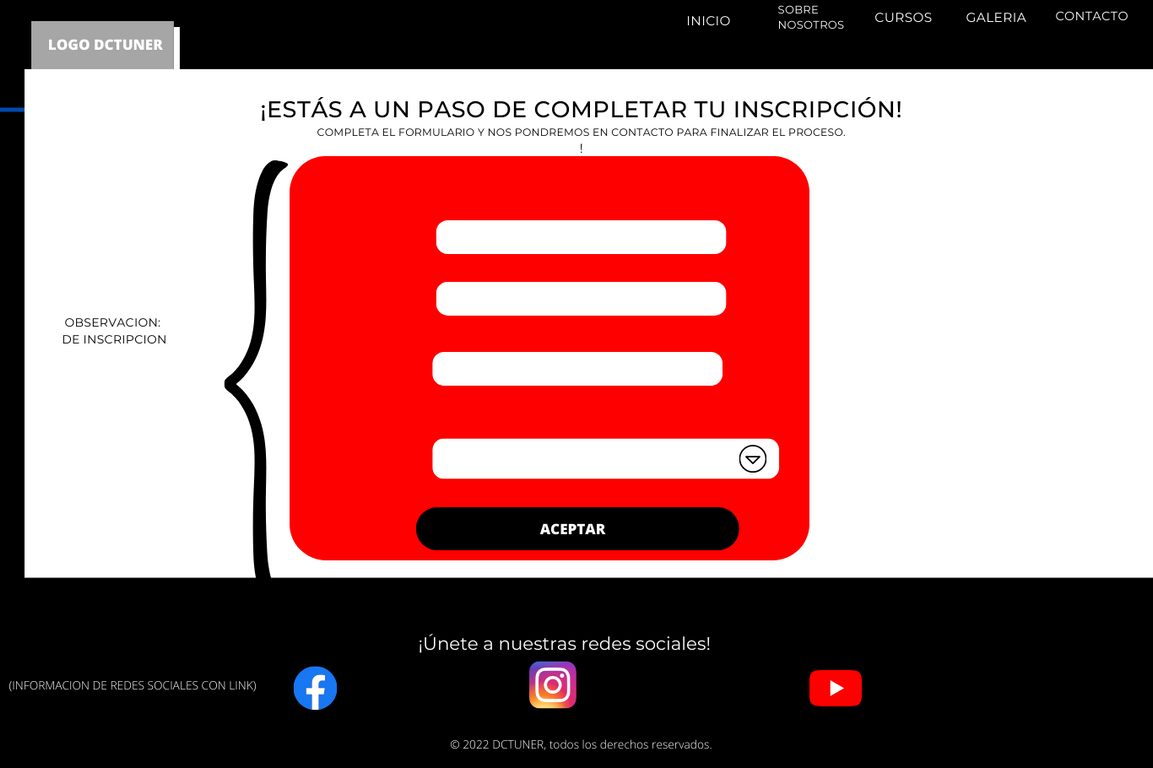 LOGO DCTUNER
INICIO
SOBRE
NOSOTROS
CURSOS
GALERIA
CONTACTO
¡ESTÁS A UN PASO DE COMPLETAR TU INSCRIPCIÓN!
COMPLETA EL FORMULARIO Y NOS PONDREMOS EN CONTACTO PARA FINALIZAR EL PROCESO.
!
OBSERVACION:
DE INSCRIPCION
ACEPTAR
¡Únete a nuestras redes sociales!
(INFORMACION DE REDES SOCIALES CON LINK)
© 2022 DCTUNER, todos los derechos reservados.